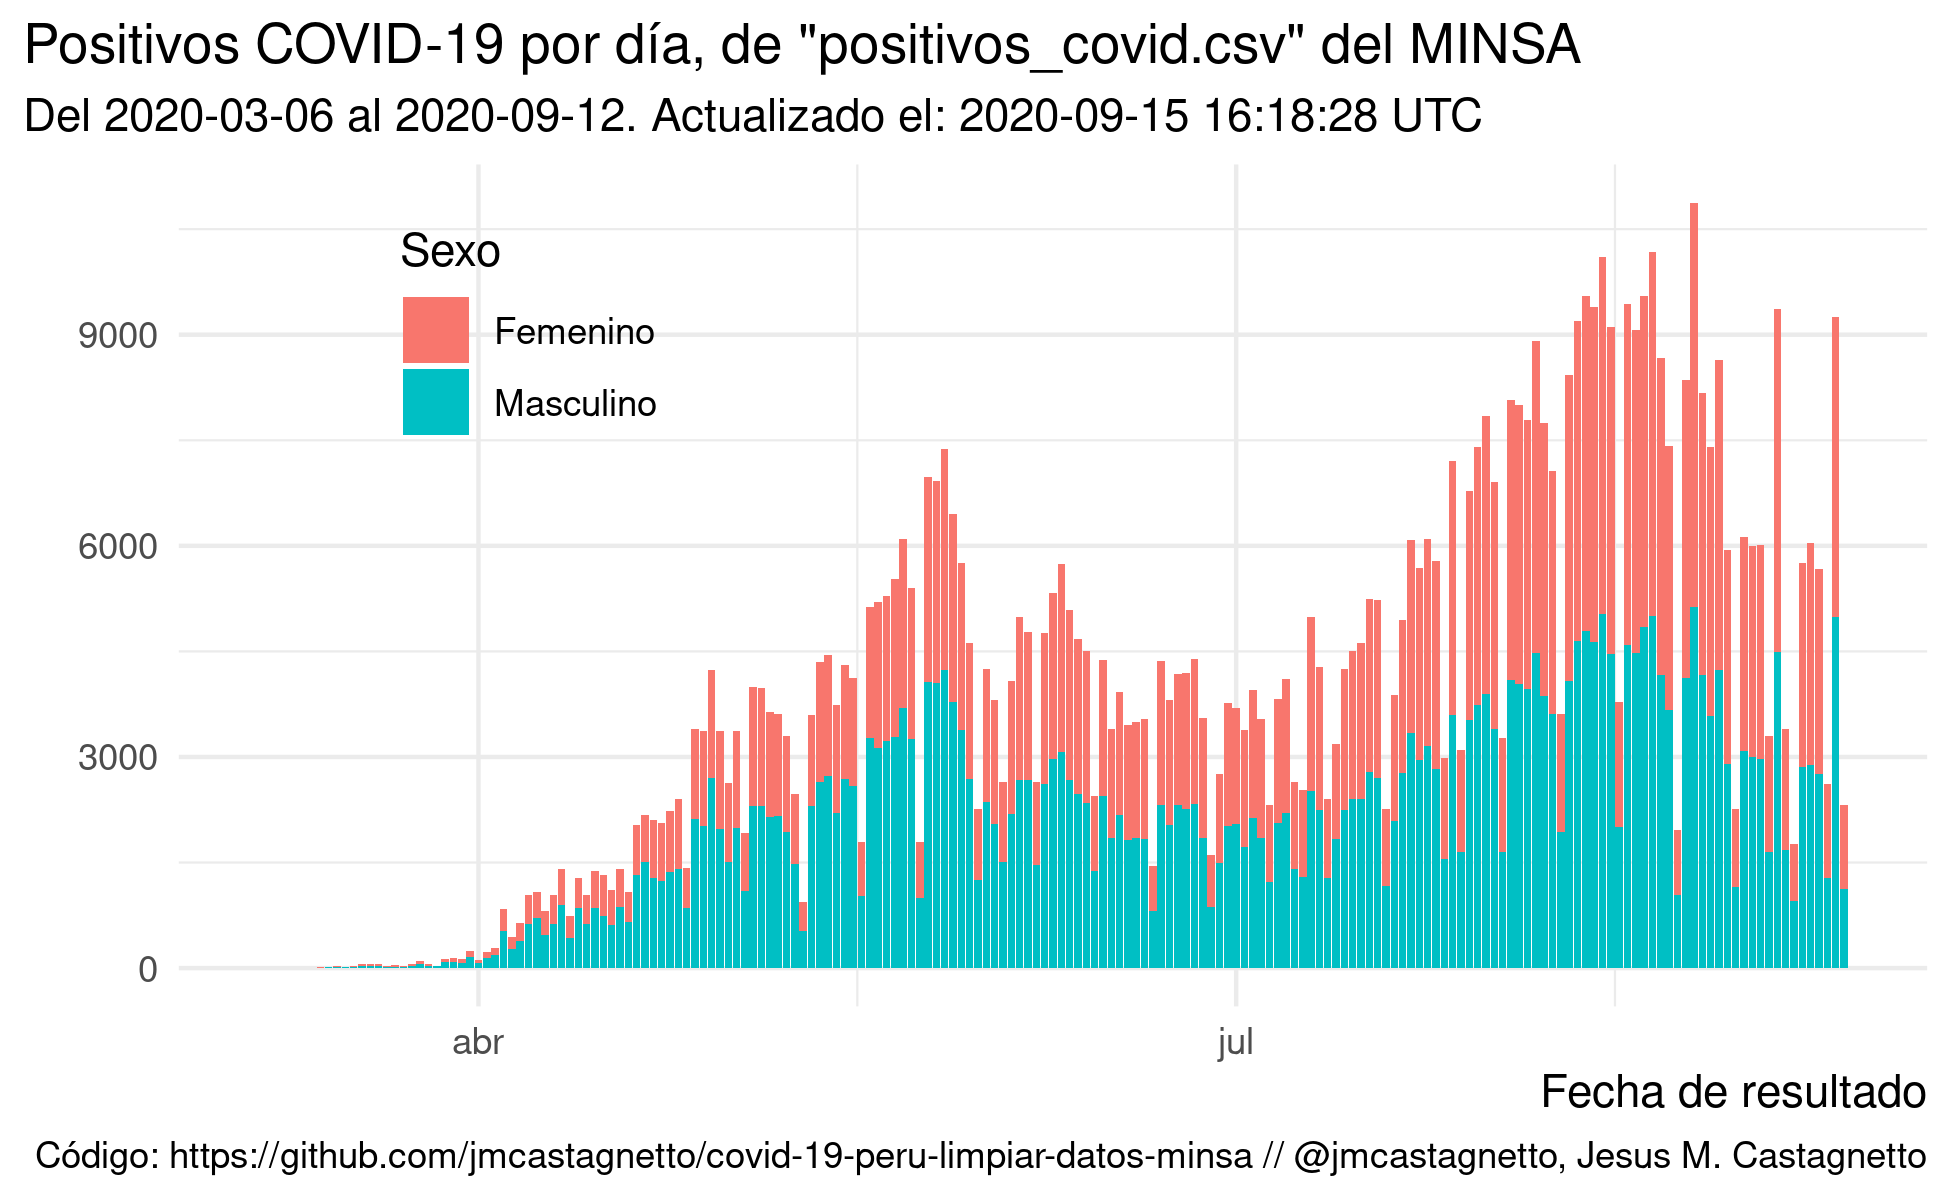 Positivos COVID-19 por día, de "positivos_covid.csv" del MINSA
Del 2020-03-06 al 2020-09-12. Actualizado el: 2020-09-15 16:18:28 UTC
Sexo
Femenino
Masculino
9000
6000
3000
0
abr
jul
Fecha de resultado
Código: https://github.com/jmcastagnetto/covid-19-peru-limpiar-datos-minsa // @jmcastagnetto, Jesus M. Castagnetto